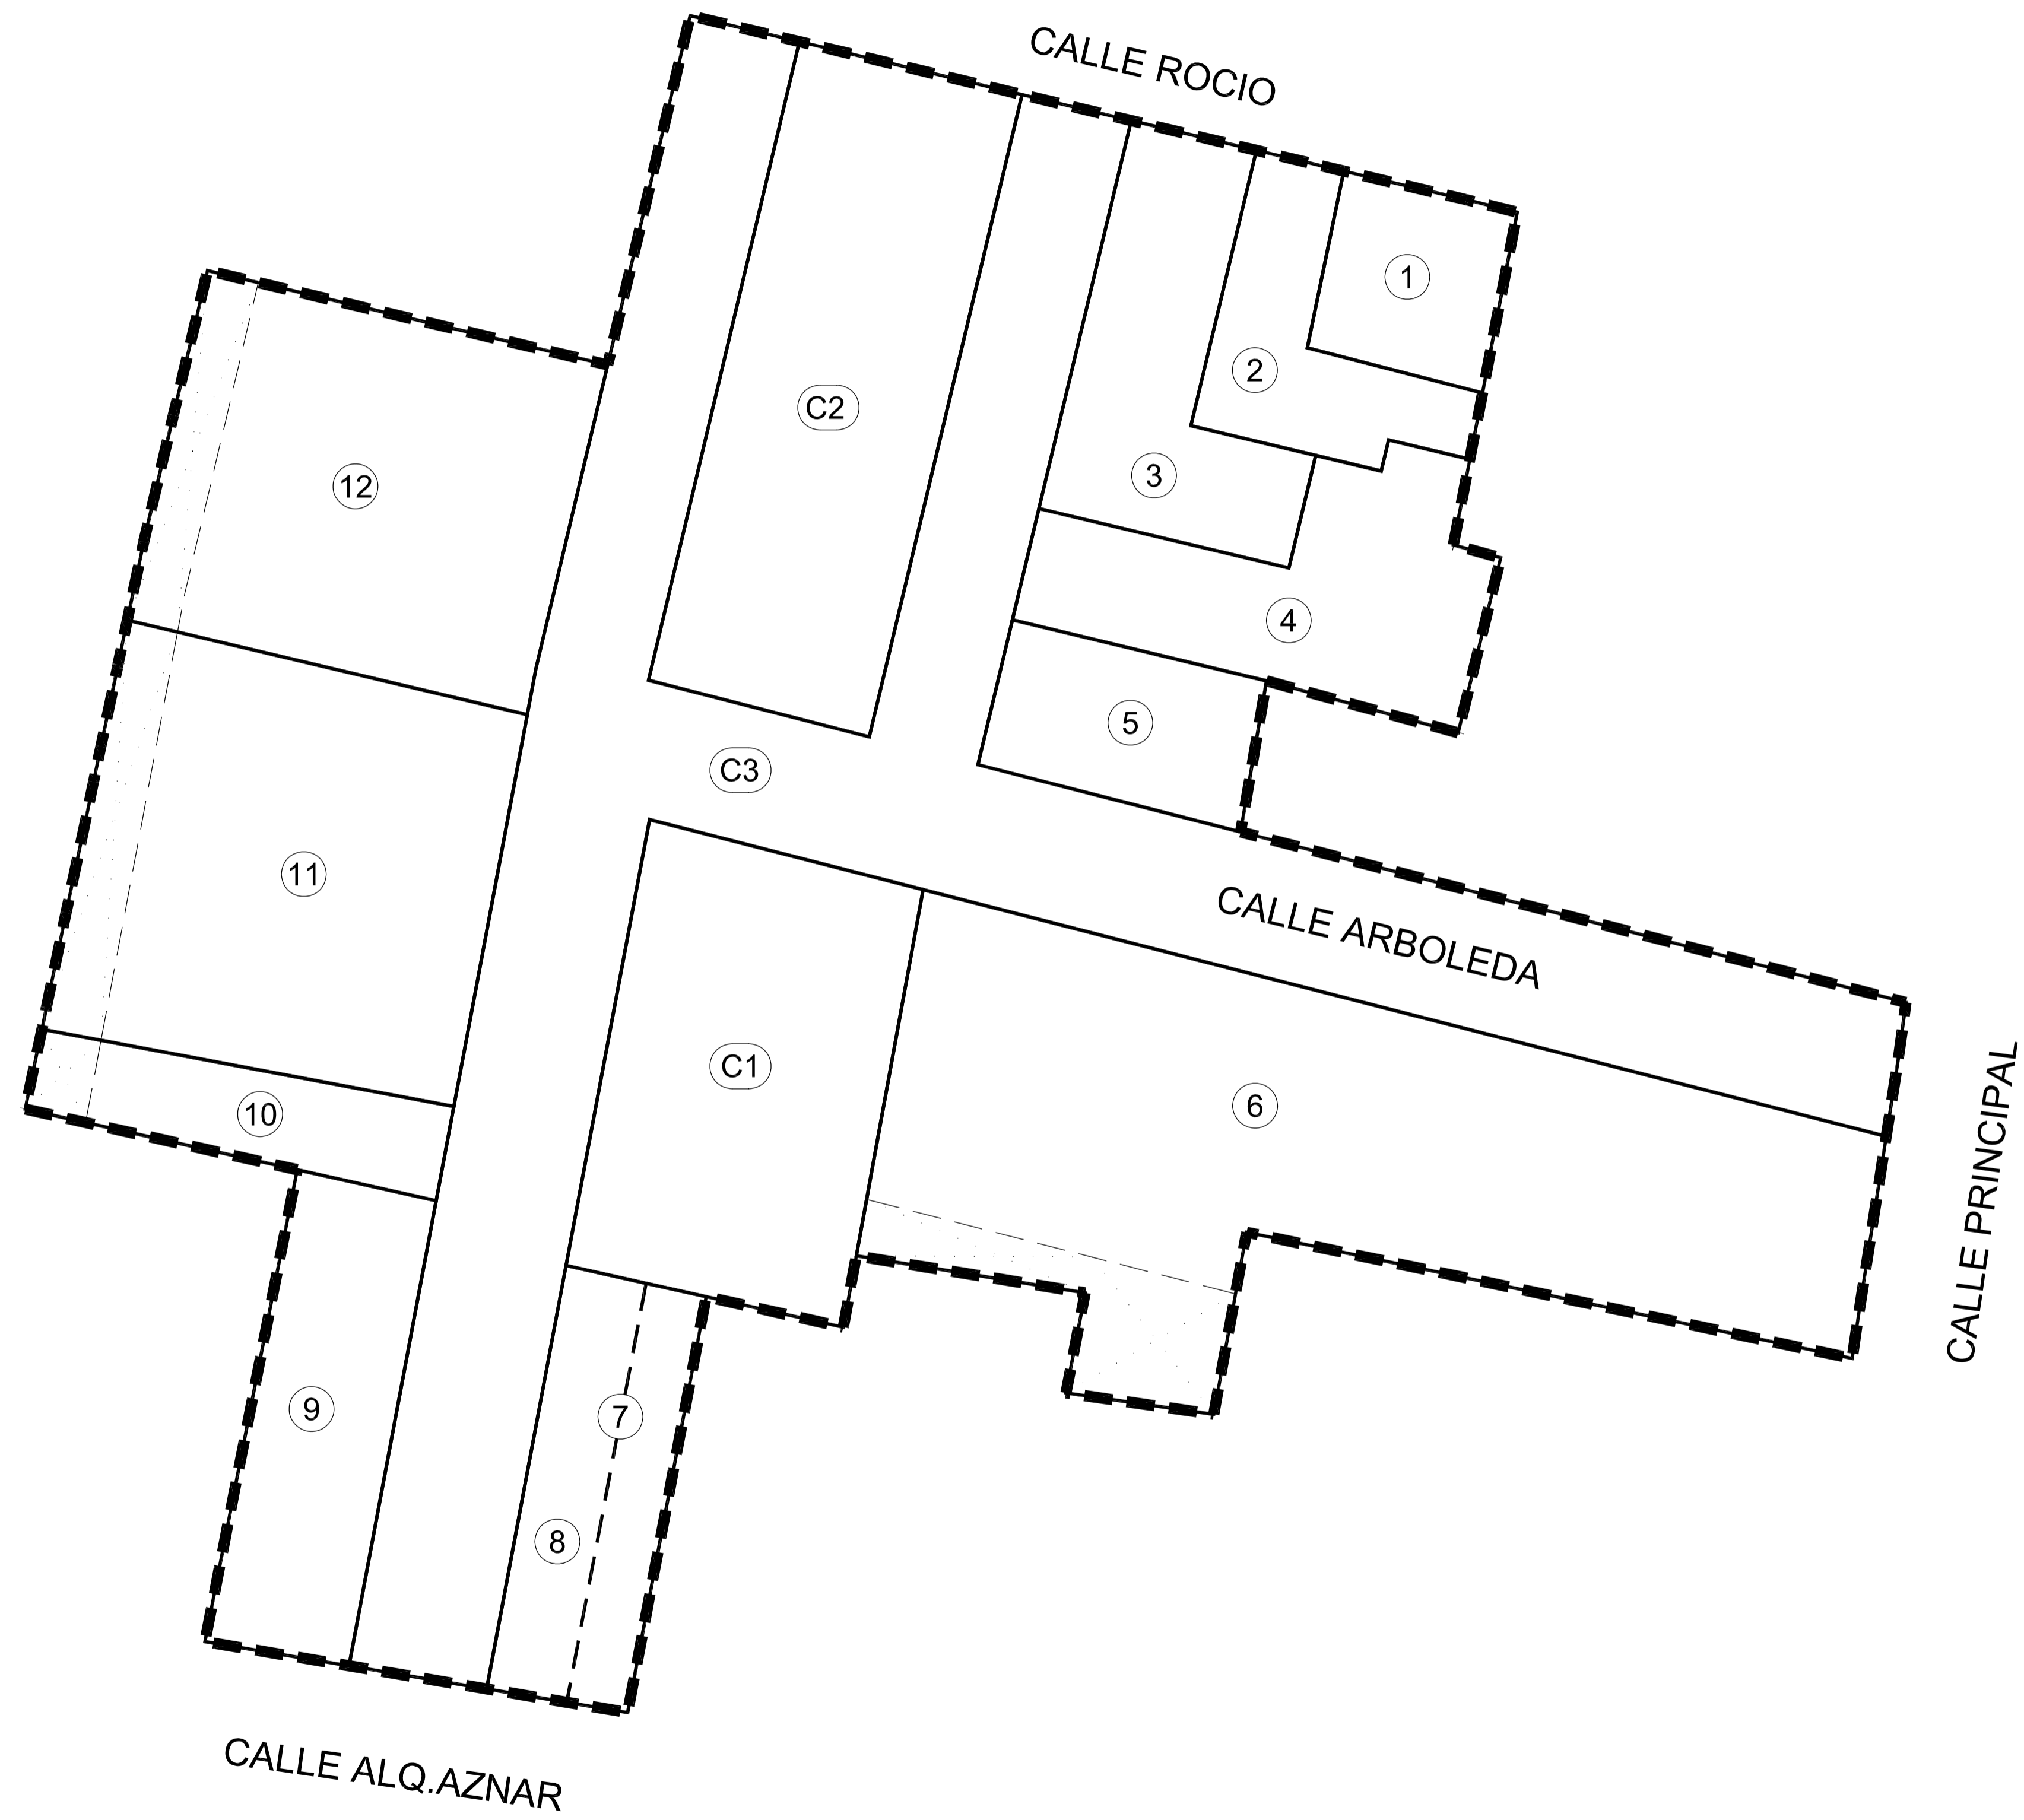 CALLE ROCIO
1
2
C2
3
12
4
5
C3
11
CALLE ARBOLEDA
C1
6
10
CALLE PRINCIPAL
9
7
8
CALLE ALQ.AZNAR